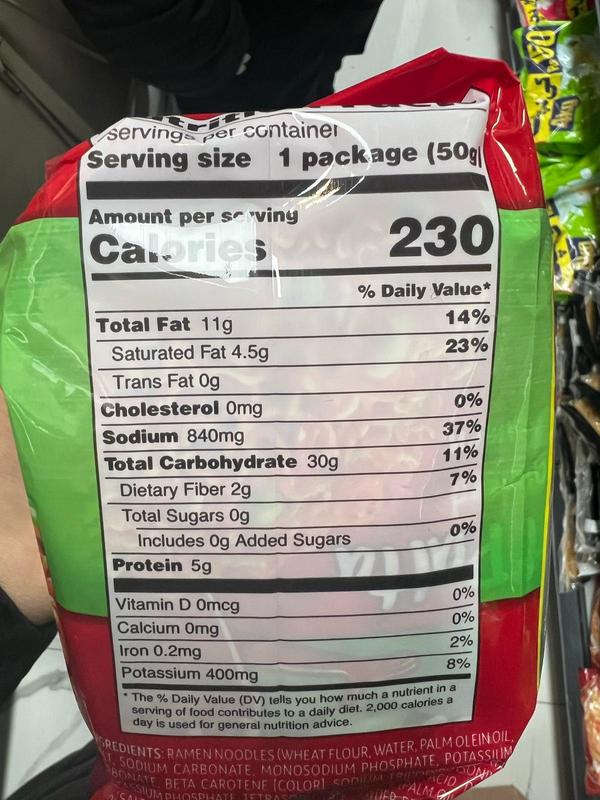 servings per container
Serving size 1 package (50g
Amount per serving
Calories 230
% Daily Value*
Total Fat 11g 14%
Saturated Fat 4.5g 23%
Trans Fat 0g
Cholesterol 0mg 0%
Sodium 840mg 37%
Total Carbohydrate 30g 11%
Dietary Fiber 2g 7%
Total Sugars 0g
Includes 0g Added Sugars 0%
Protein 5g
Vitamin D 0mcg 0%
Calcium 0mg 0%
Iron 0.2mg 2%
Potassium 400mg 8%
* The % Daily Value (DV) tells you how much a nutrient in a
serving of food contributes to a daily diet. 2,000 calories a
day is used for general nutrition advice.
GREDIENTS: RAMEN NOODLES (WHEAT FLOUR, WATER, PALM OLEIN OIL,
SODIUM CARBONATE, MONOSODIUM PHOSPHATE, POTASSIUM
BONATE, BETA CAROTENE [COLOR], SODIUM